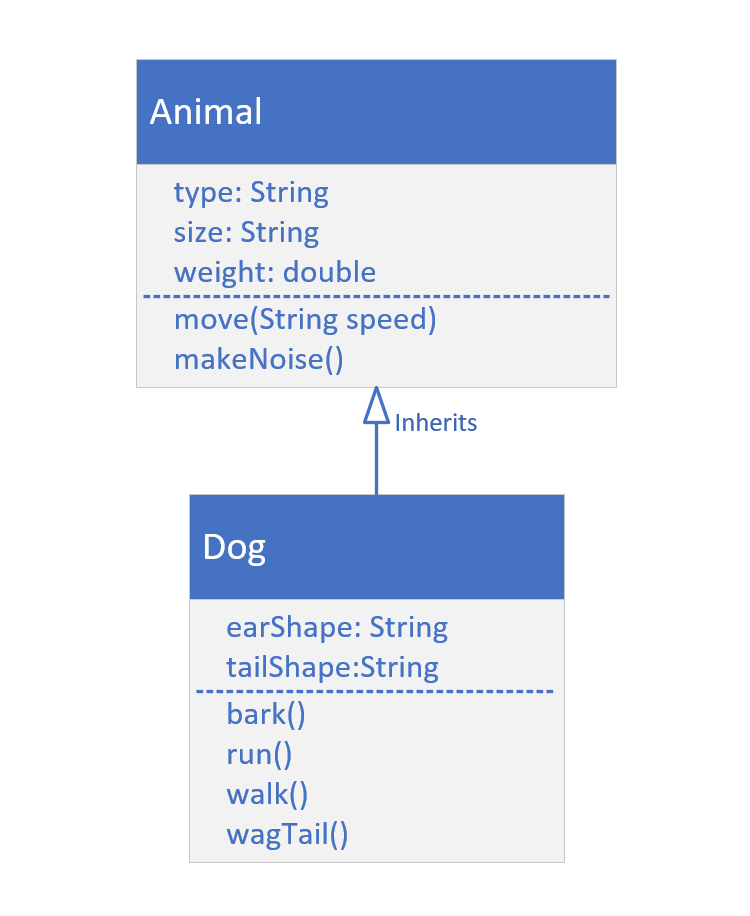 Animal
type: String
size: String
weight: double
move(String speed)
makeNoise()
Inherits
Dog
earShape: String
tailShape:String
bark()
run()
walk()
wagTail()